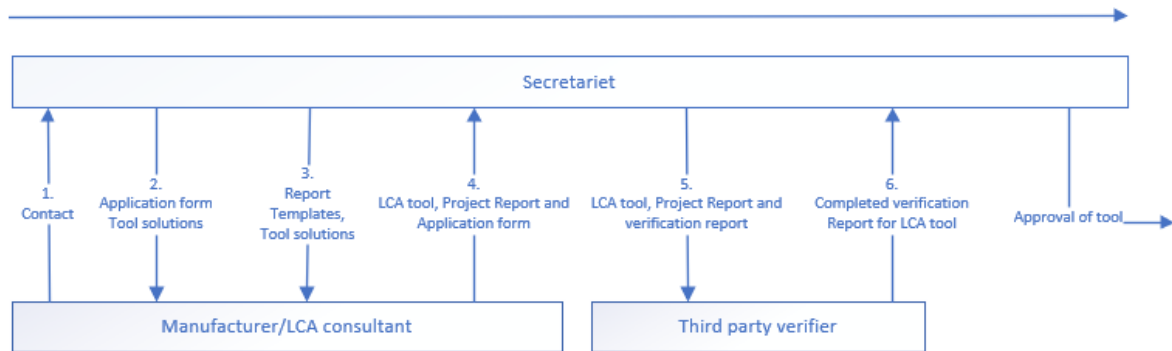 Secretariet
1.
Contact
2.
Application form
Tool solutions
3.
Report
Templates,
Tool solutions
4.
LCA tool, Project Report and
Application form
5.
LCA tool, Project Report and
verification report
6.
Completed verification
Report for LCA tool
Approval of tool
Manufacturer/LCA consultant
Third party verifier